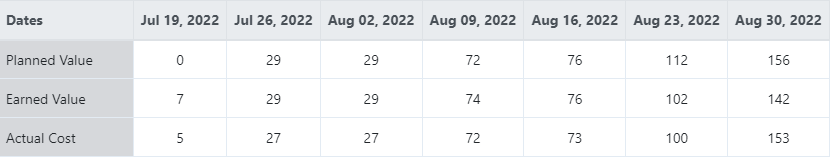 Dates Jul 19, 2022 Jul 26, 2022 Aug 02, 2022 Aug 09, 2022 Aug 16, 2022 Aug 23, 2022 Aug 30, 2022
Planned Value 0 29 29 72 76 112 156
Earned Value 7 29 29 74 76 102 142
Actual Cost 5 27 27 72 73 100 153